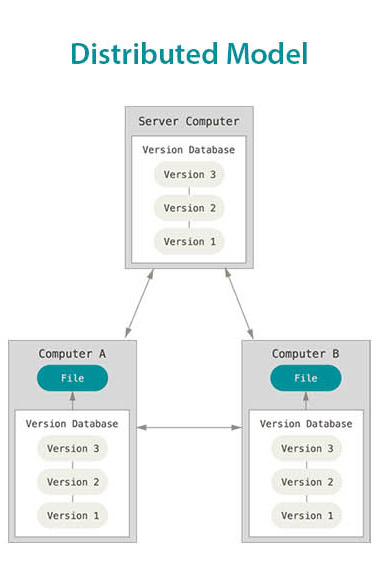 Distributed Model
Server Computer
Version Database
Version 3
Version 2
Version 1
Computer A
File
Version Database
Version 3
Version 2
Version 1
Computer B
File
Version Database
Version 3
Version 2
Version 1